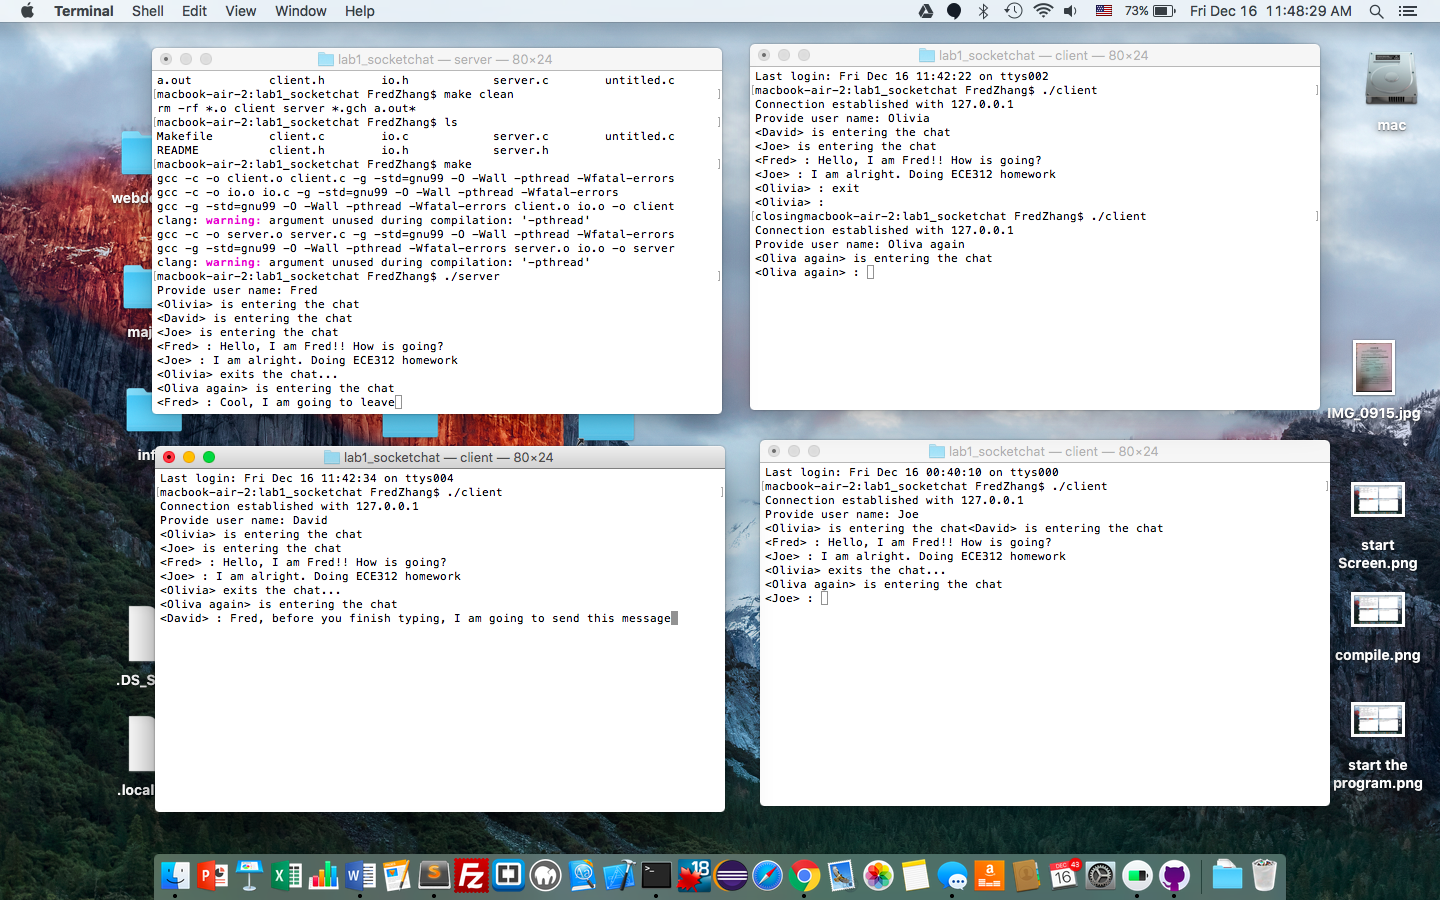 Terminal Shell Edit View Window Help 73% Fri Dec 16 11:48:29 AM
lab1_socketchat — server — 80×24
a.out client.h io.h server.c untitled.c
[macbook-air-2:lab1_socketchat FredZhang$ make clean ]
rm -rf *.o client server *.gch a.out*
[macbook-air-2:lab1_socketchat FredZhang$ ls ]
Makefile client.c io.c server.c untitled.c
README client.h io.h server.h
[macbook-air-2:lab1_socketchat FredZhang$ make ]
gcc -c -o client.o client.c -g -std=gnu99 -O -Wall -pthread -Wfatal-errors
gcc -c -o io.o io.c -g -std=gnu99 -O -Wall -pthread -Wfatal-errors
gcc -g -std=gnu99 -O -Wall -pthread -Wfatal-errors client.o io.o -o client
clang: warning: argument unused during compilation: '-pthread'
gcc -c -o server.o server.c -g -std=gnu99 -O -Wall -pthread -Wfatal-errors
gcc -g -std=gnu99 -O -Wall -pthread -Wfatal-errors server.o io.o -o server
clang: warning: argument unused during compilation: '-pthread'
[macbook-air-2:lab1_socketchat FredZhang$ ./server ]
Provide user name: Fred
<Olivia> is entering the chat
<David> is entering the chat
<Joe> is entering the chat
<Fred> : Hello, I am Fred!! How is going?
<Joe> : I am alright. Doing ECE312 homework
<Olivia> exits the chat...
<Oliva again> is entering the chat
<Fred> : Cool, I am going to leave
lab1_socketchat — client — 80×24
Last login: Fri Dec 16 11:42:22 on ttys002
[macbook-air-2:lab1_socketchat FredZhang$ ./client ]
Connection established with 127.0.0.1
Provide user name: Olivia
<David> is entering the chat
<Joe> is entering the chat
<Fred> : Hello, I am Fred!! How is going?
<Joe> : I am alright. Doing ECE312 homework
<Olivia> : exit
<Olivia> :
[closingmacbook-air-2:lab1_socketchat FredZhang$ ./client ]
Connection established with 127.0.0.1
Provide user name: Oliva again
<Oliva again> is entering the chat
<Oliva again> :
lab1_socketchat — client — 80×24
Last login: Fri Dec 16 11:42:34 on ttys004
[macbook-air-2:lab1_socketchat FredZhang$ ./client ]
Connection established with 127.0.0.1
Provide user name: David
<Olivia> is entering the chat
<Joe> is entering the chat
<Fred> : Hello, I am Fred!! How is going?
<Joe> : I am alright. Doing ECE312 homework
<Olivia> exits the chat...
<Oliva again> is entering the chat
<David> : Fred, before you finish typing, I am going to send this message
lab1_socketchat — client — 80×24
Last login: Fri Dec 16 00:40:10 on ttys000
[macbook-air-2:lab1_socketchat FredZhang$ ./client ]
Connection established with 127.0.0.1
Provide user name: Joe
<Olivia> is entering the chat<David> is entering the chat
<Fred> : Hello, I am Fred!! How is going?
<Joe> : I am alright. Doing ECE312 homework
<Olivia> exits the chat...
<Oliva again> is entering the chat
<Joe> :
webd
maj
inf
.DS_S
.local
mac
IMG_0915.jpg
start
Screen.png
compile.png
start the
program.png
18
DEC 43
16